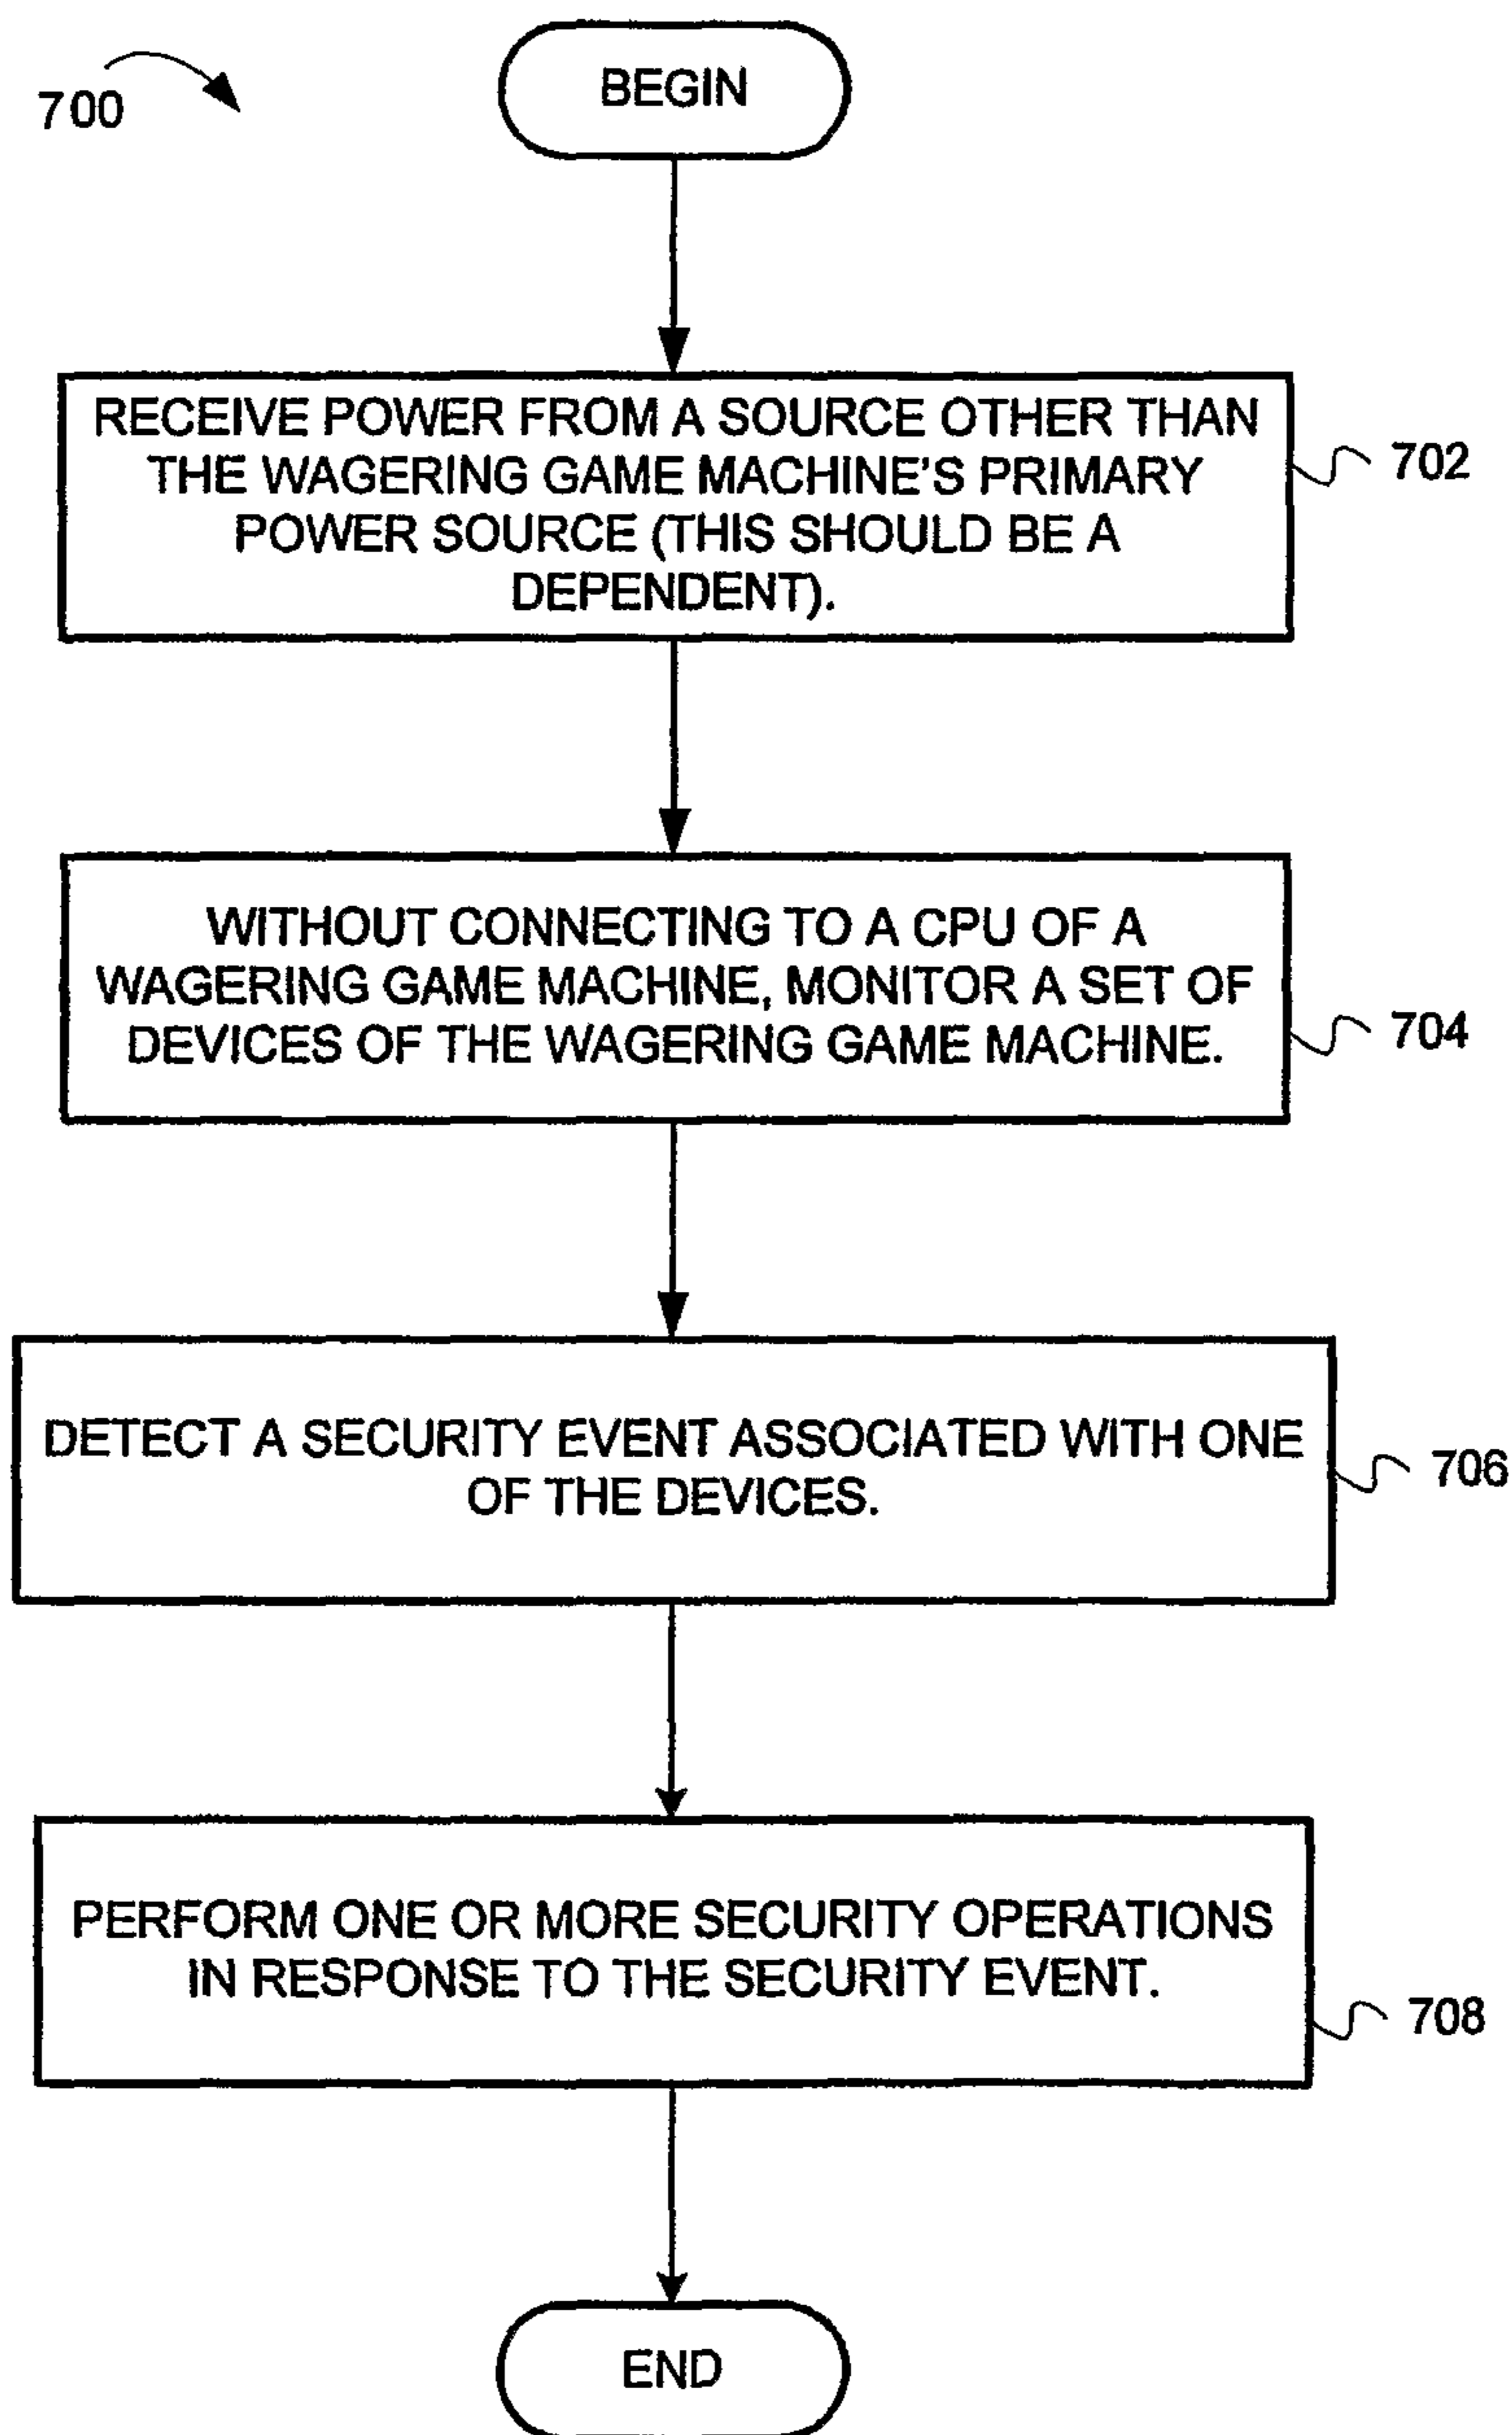 700
BEGIN
RECEIVE POWER FROM A SOURCE OTHER THAN
THE WAGERING GAME MACHINE'S PRIMARY
POWER SOURCE (THIS SHOULD BE A
DEPENDENT).
702
WITHOUT CONNECTING TO A CPU OF A
WAGERING GAME MACHINE, MONITOR A SET OF
DEVICES OF THE WAGERING GAME MACHINE.
704
DETECT A SECURITY EVENT ASSOCIATED WITH ONE
OF THE DEVICES.
706
PERFORM ONE OR MORE SECURITY OPERATIONS
IN RESPONSE TO THE SECURITY EVENT.
708
END